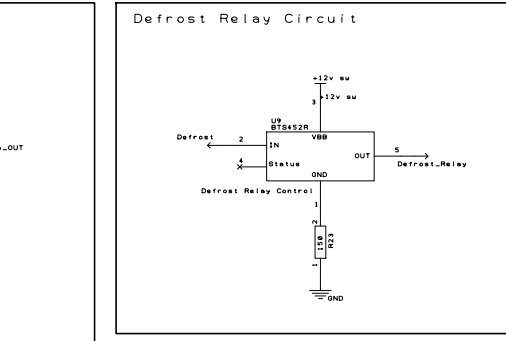 Defrost Relay Circuit
+12v sw
+12v sw
3
U9
BTS452R
VBB
Defrost
2
IN
OUT
5
Defrost_Relay
4
Status
GND
Defrost Relay Control
1
2
150
R23
1
GND
_OUT